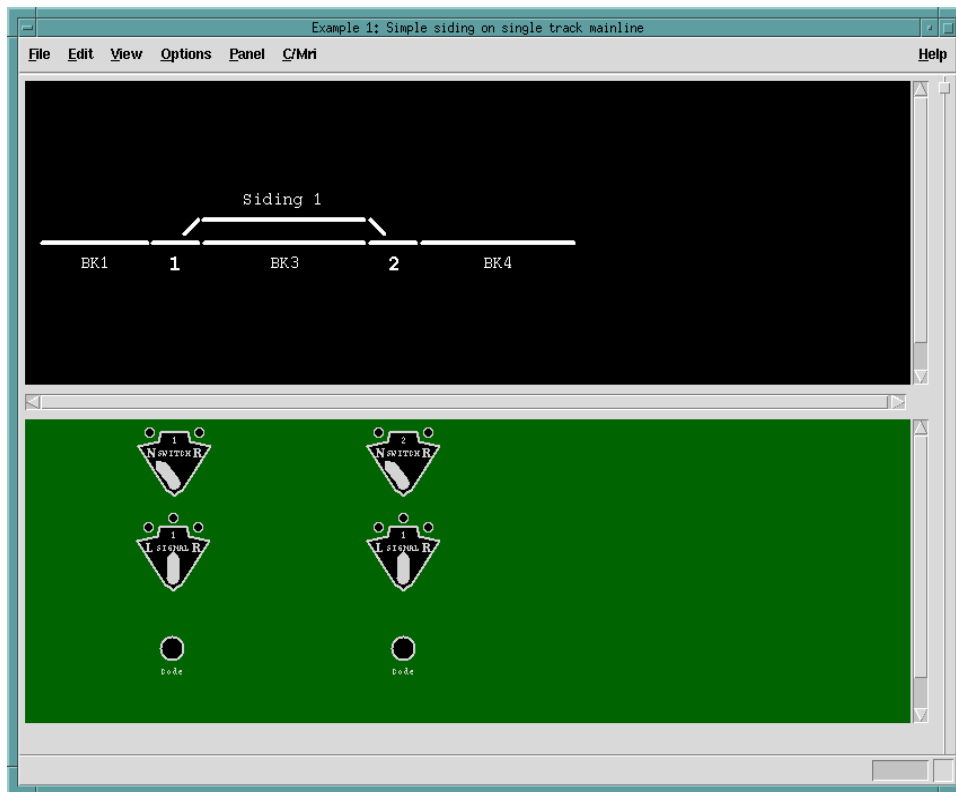 Example 1: Simple siding on single track mainline
File Edit View Options Panel C/Mri Help
Siding 1
BK1 1 BK3 2 BK4
1 2
N SWITCH R N SWITCH R
1 1
L SIGNAL R L SIGNAL R
Code Code